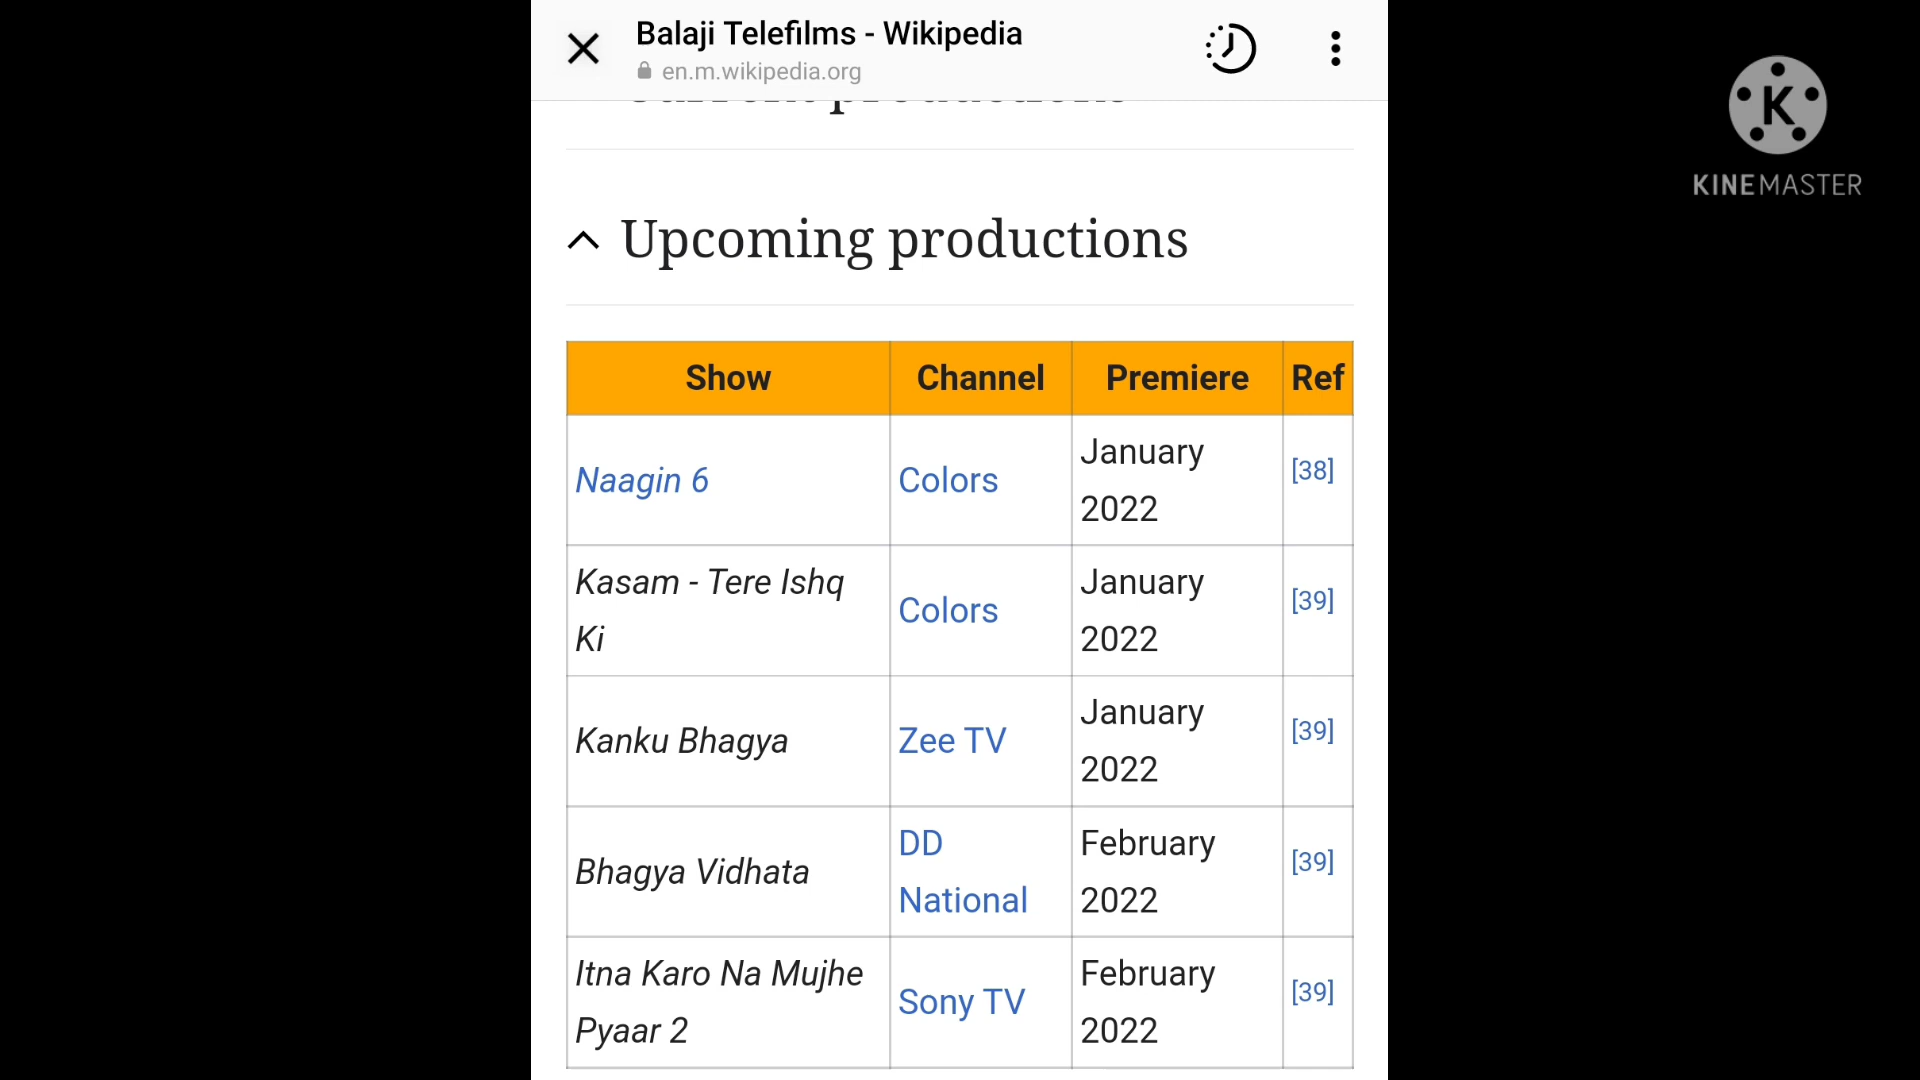 Balaji Telefilms - Wikipedia
en.m.wikipedia.org
Current productions
Upcoming productions
Show Channel Premiere Ref
Naagin 6 Colors January 2022 [38]
Kasam - Tere Ishq Ki Colors January 2022 [39]
Kanku Bhagya Zee TV January 2022 [39]
Bhagya Vidhata DD National February 2022 [39]
Itna Karo Na Mujhe Pyaar 2 Sony TV February 2022 [39]
K
KINEMASTER